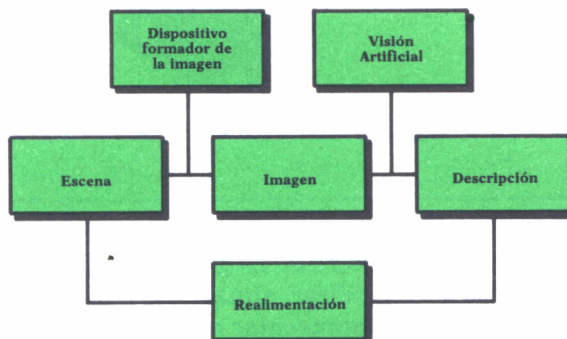 Dispositivo
formador de
la imagen
Visión
Artificial
Escena
Imagen
Descripción
Realimentación